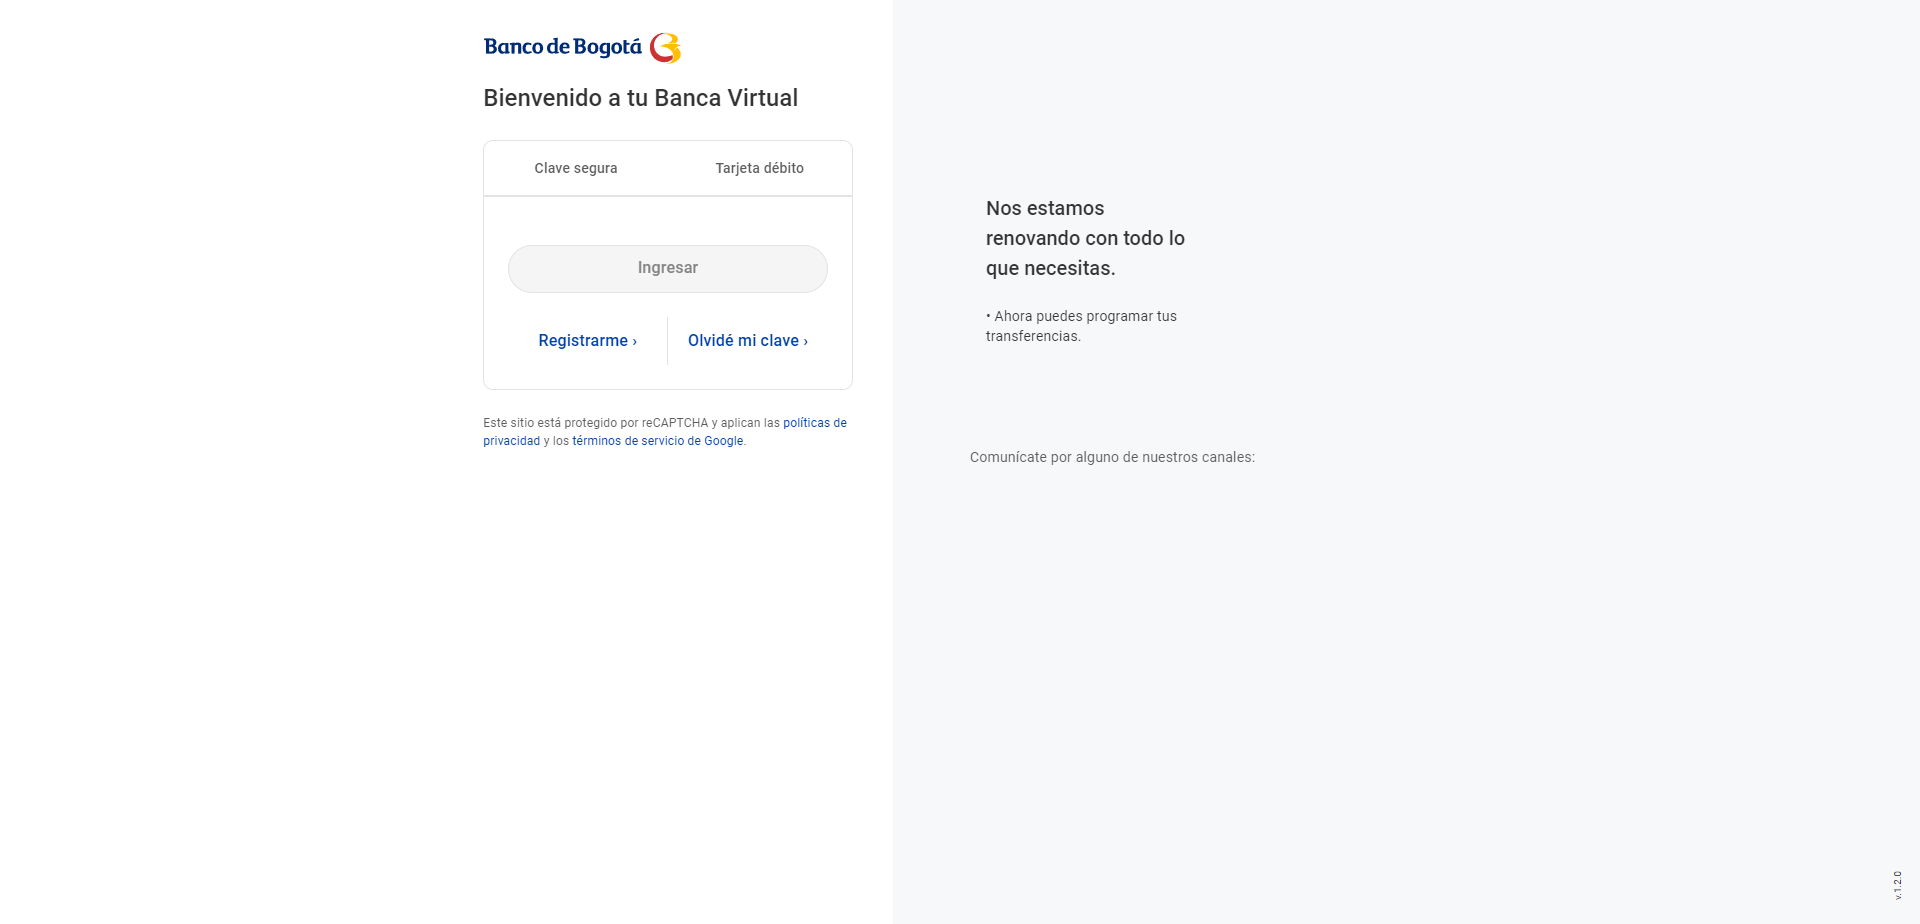 Banco de Bogotá
Bienvenido a tu Banca Virtual
Clave segura
Tarjeta débito
Ingresar
Registrarme ›
Olvidé mi clave ›
Este sitio está protegido por reCAPTCHA y aplican las políticas de
privacidad y los términos de servicio de Google.
Nos estamos
renovando con todo lo
que necesitas.
• Ahora puedes programar tus
transferencias.
Comunícate por alguno de nuestros canales:
v.1.2.0